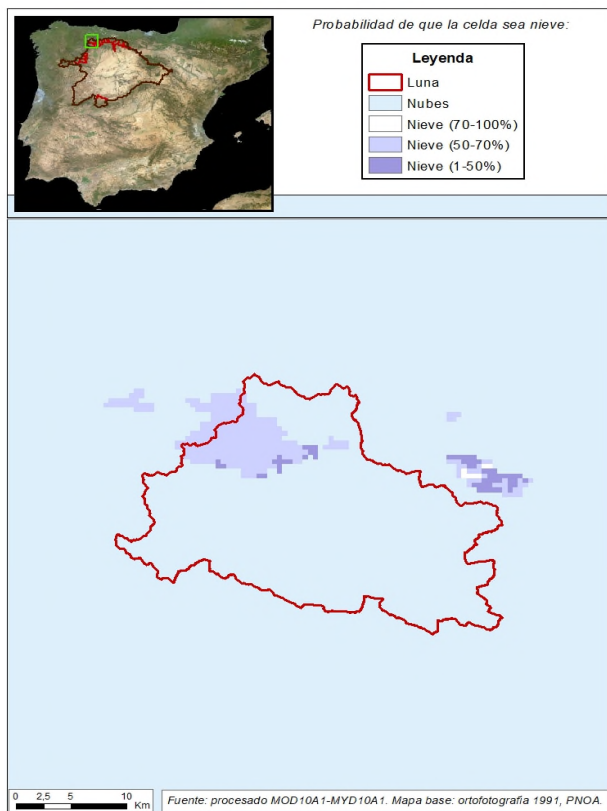 Probabilidad de que la celda sea nieve:
Leyenda
Luna
Nubes
Nieve (70-100%)
Nieve (50-70%)
Nieve (1-50%)
0 2,5 5 10
Km
Fuente: procesado MOD10A1-MYD10A1. Mapa base: ortofotografia 1991, PNOA